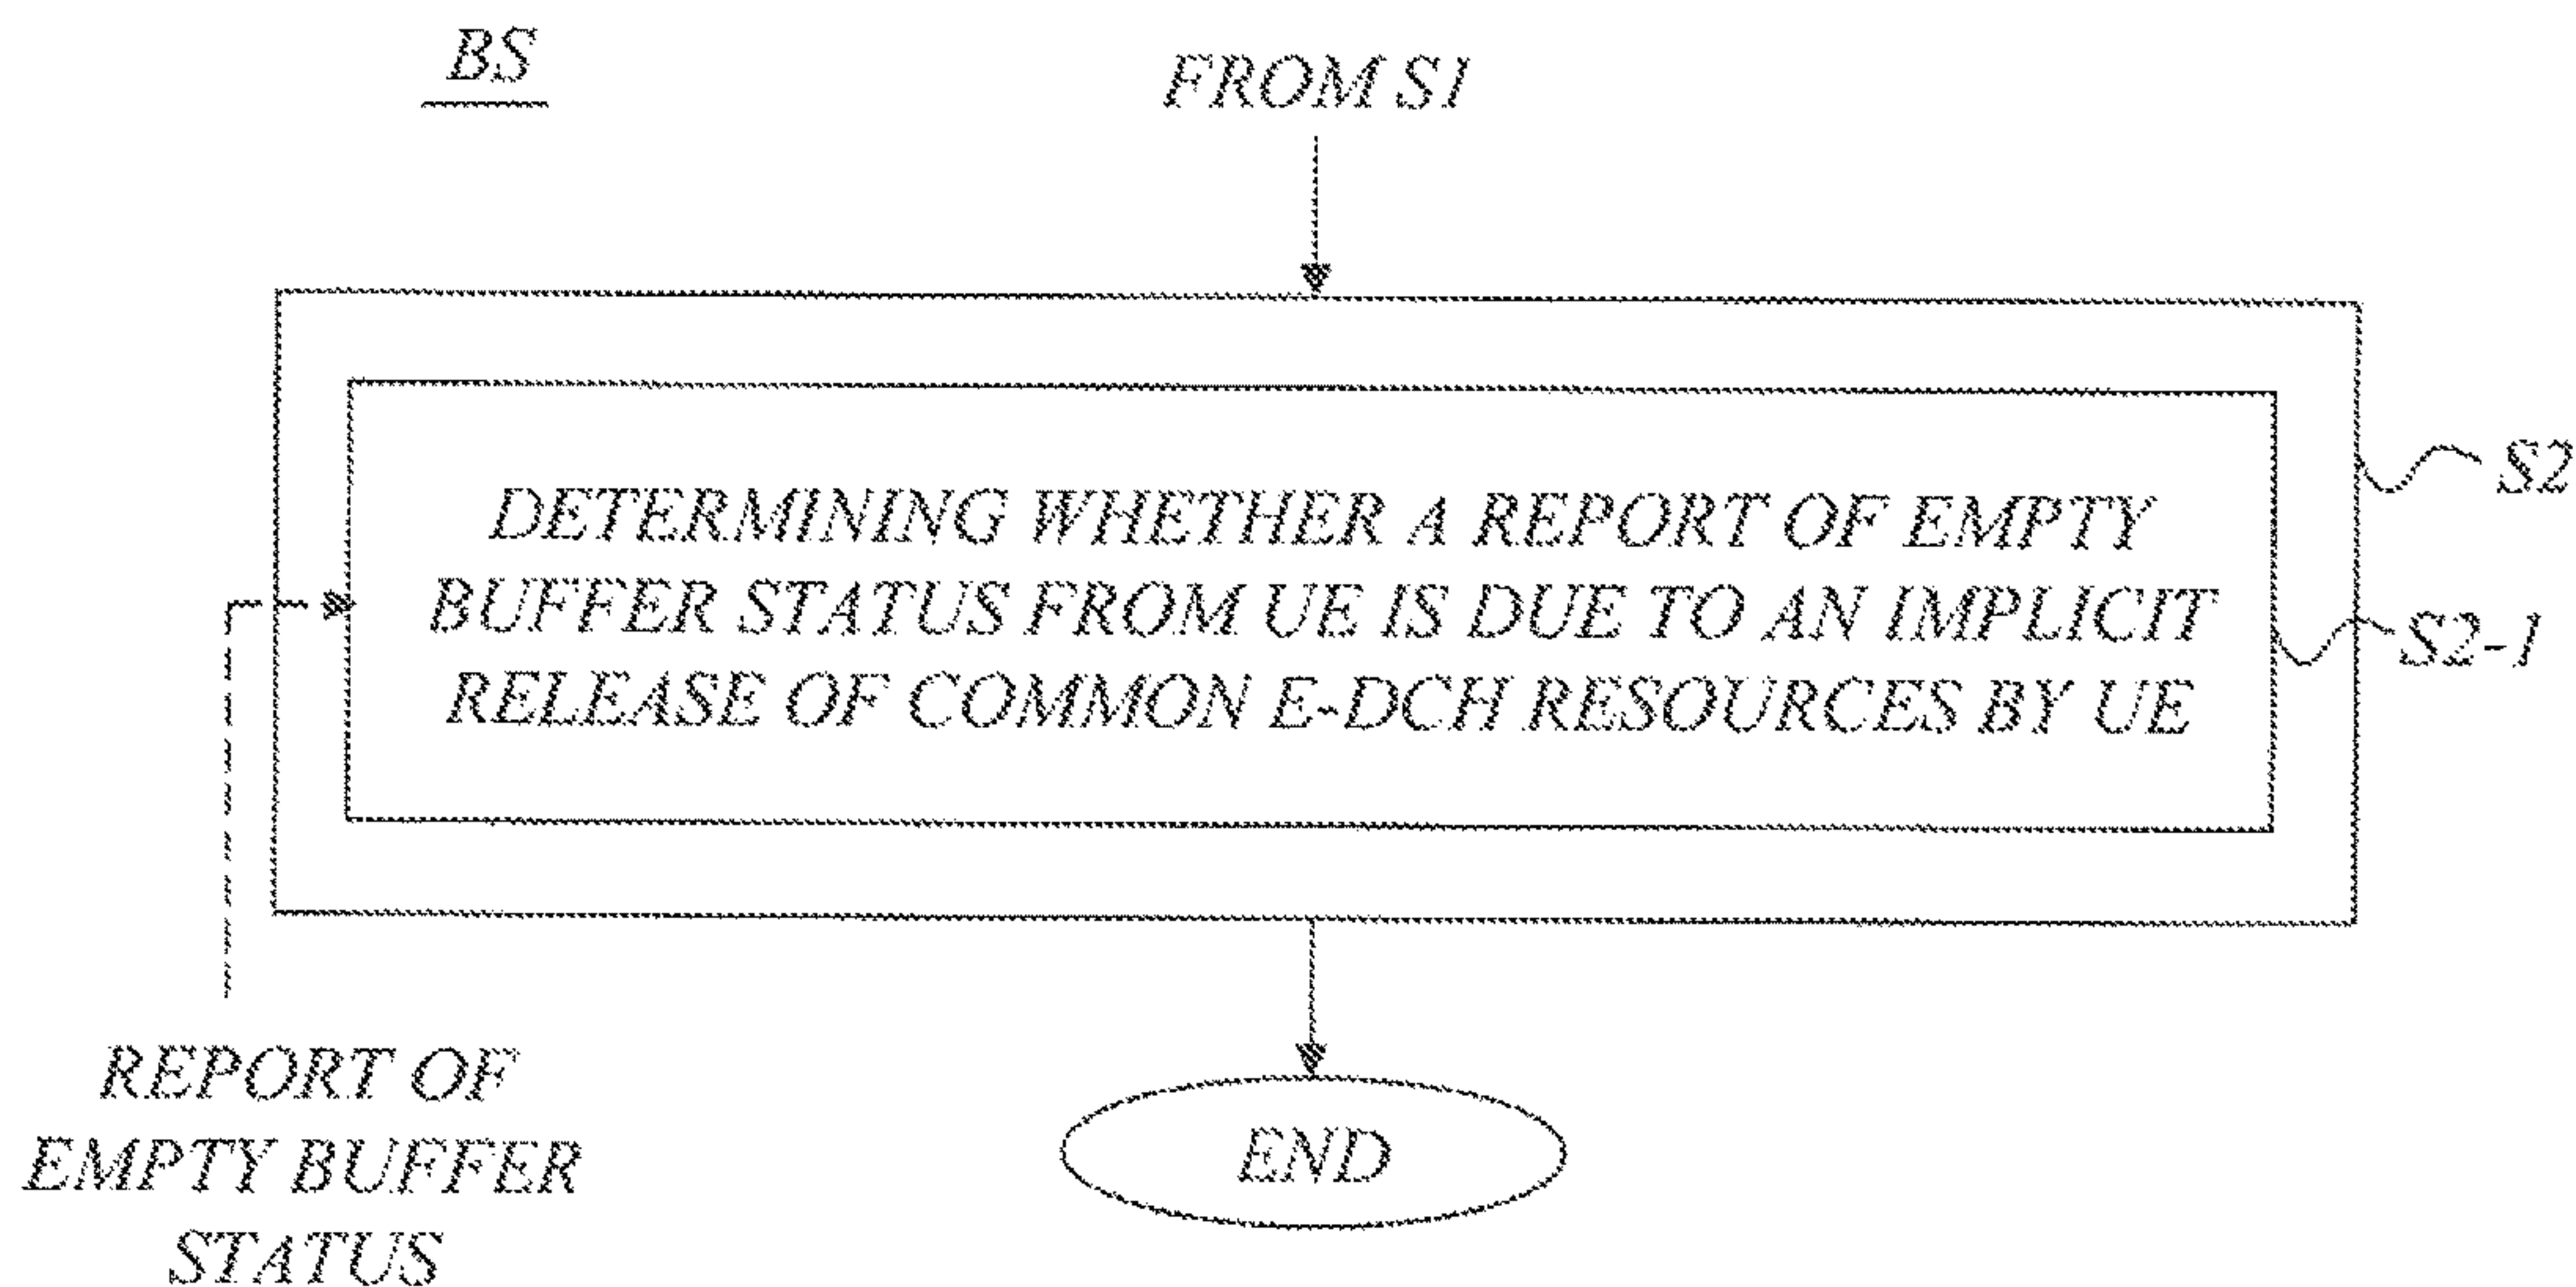 BS
FROM S1
DETERMINING WHETHER A REPORT OF EMPTY
BUFFER STATUS FROM UE IS DUE TO AN IMPLICIT
RELEASE OF COMMON E-DCH RESOURCES BY UE
S2
S2-1
REPORT OF
EMPTY BUFFER
STATUS
END